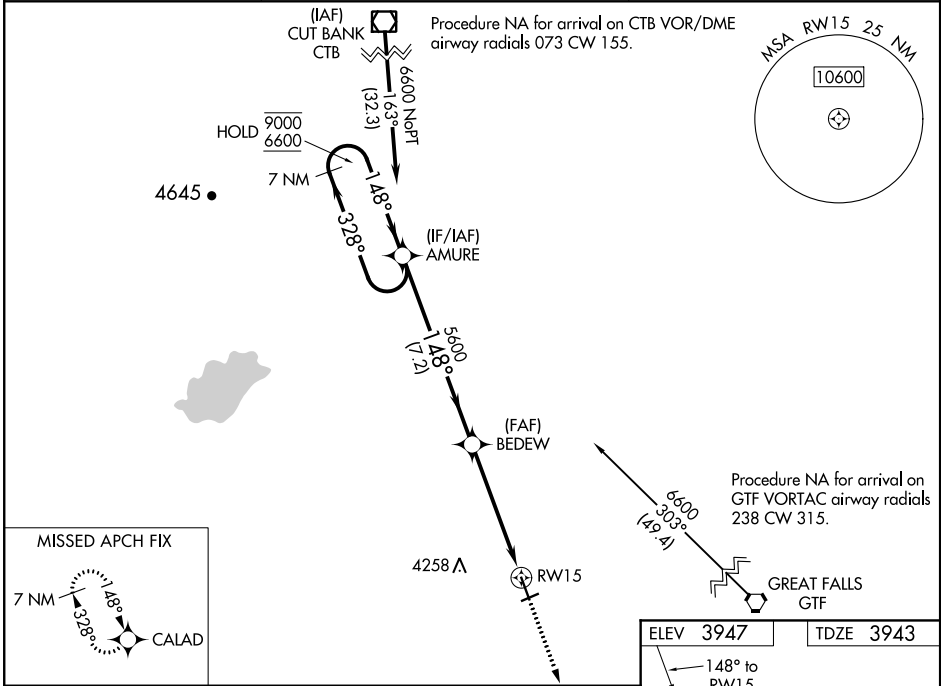 (IAF)
CUT BANK
CTB
Procedure NA for arrival on CTB VOR/DME
airway radials 073 CW 155.
MSA RW15 25 NM
10600
6600 NoPT
163°
(32.3)
HOLD 9000
6600
7 NM
148°
328°
4645
(IF/IAF)
AMURE
5600
148°
(7.2)
(FAF)
BEDEW
Procedure NA for arrival on
GTF VORTAC airway radials
238 CW 315.
6600
303°
(49.4)
GREAT FALLS
GTF
4258
RW15
MISSED APCH FIX
7 NM
148°
328°
CALAD
ELEV 3947
TDZE 3943
148° to
RW15